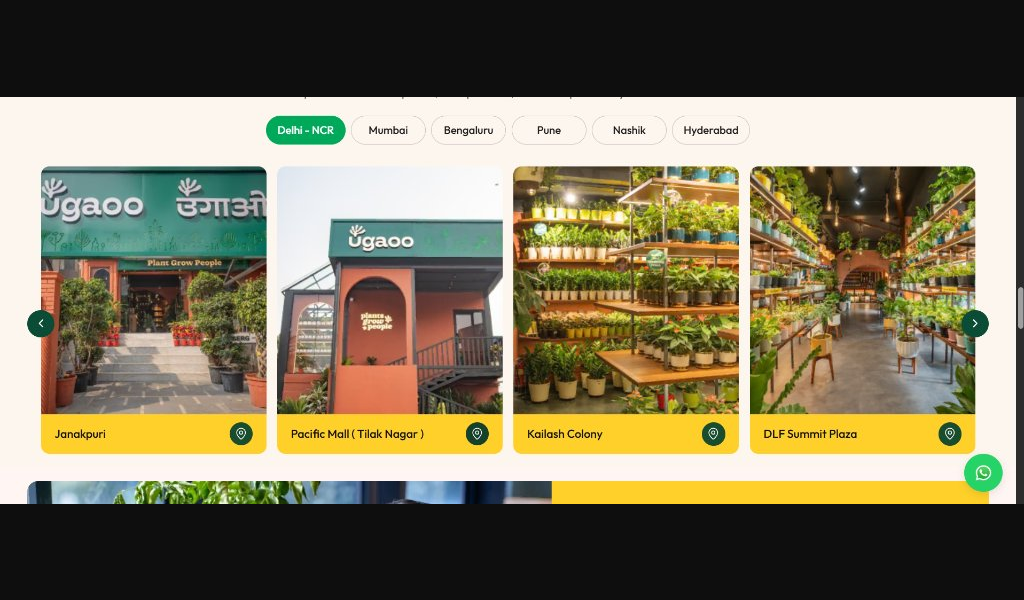 Delhi - NCR
Mumbai
Bengaluru
Pune
Nashik
Hyderabad
ugaoo उगाओ
Plant Grow People
ugaoo
plants
grow
people
Janakpuri
Pacific Mall ( Tilak Nagar )
Kailash Colony
DLF Summit Plaza